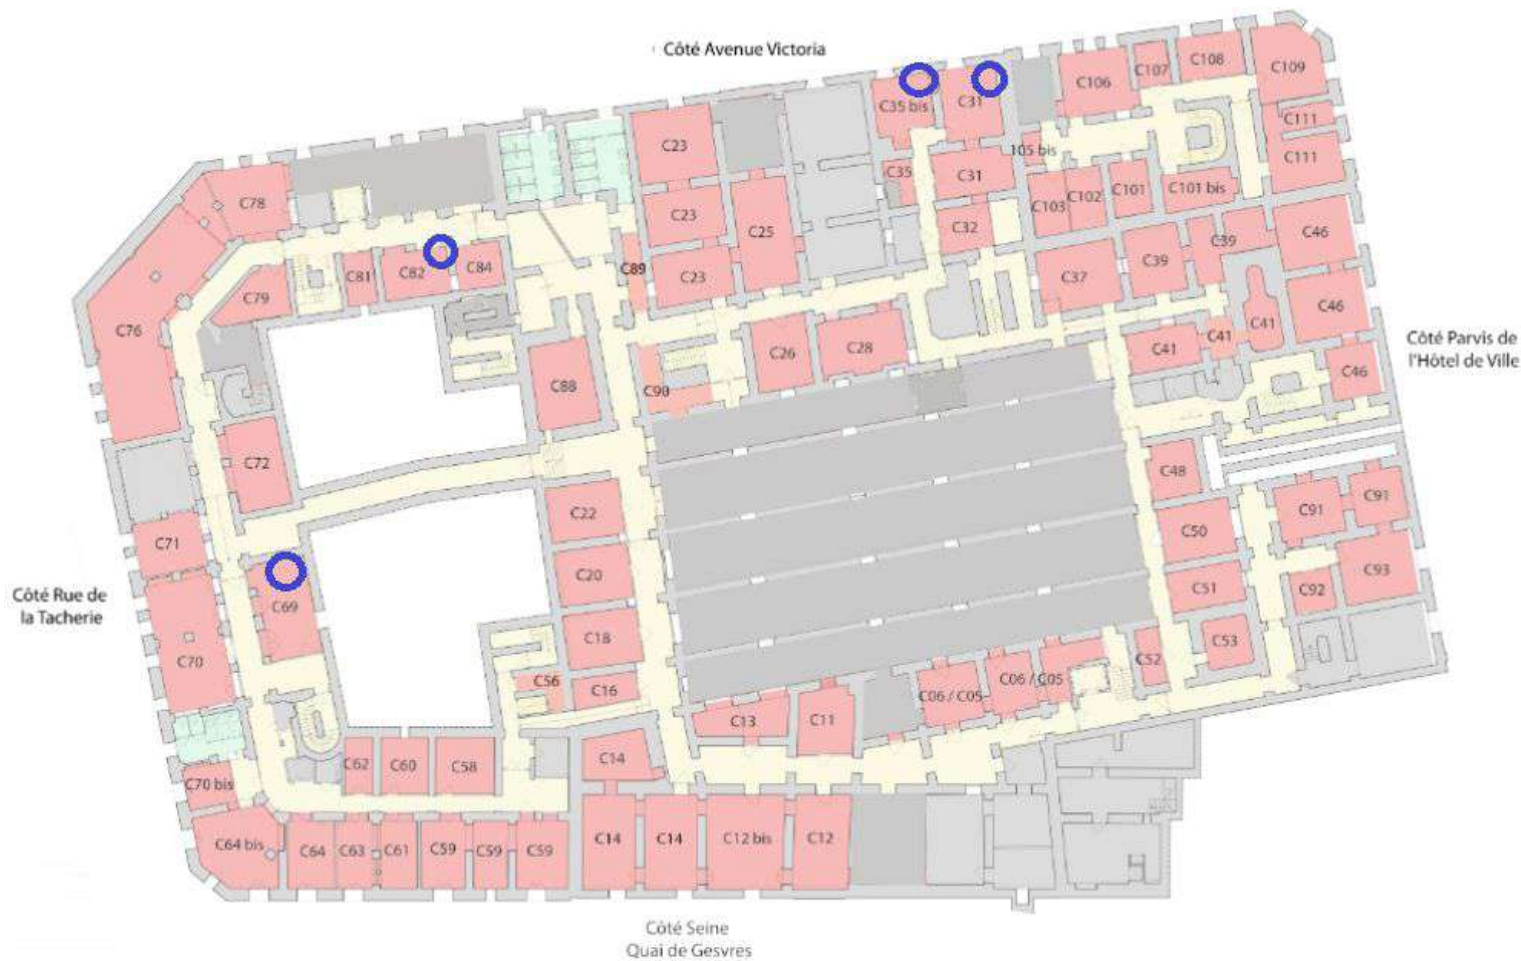 Côté Avenue Victoria
C106
C107
C108
C109
C35 bis
C31
C111
C23
105 bis
C111
C35
C31
C103
C102
C101
C101 bis
C78
C23
C25
C32
C39
C46
C81
C82
C84
C89
C23
C37
C39
C79
C76
C46
C41
Côté Parvis de
l'Hôtel de Ville
C26
C28
C41
C41
C88
C90
C46
C72
C48
C91
C91
C22
C50
C71
C20
C93
Côté Rue de
la Tacherie
C69
C51
C92
C18
C53
C70
C52
C56
C16
C06 / C05
C06 / C05
C13
C11
C14
C62
C60
C58
C70 bis
C64 bis
C64
C63
C61
C59
C59
C59
C14
C14
C12 bis
C12
Côté Seine
Quai de Gesvres